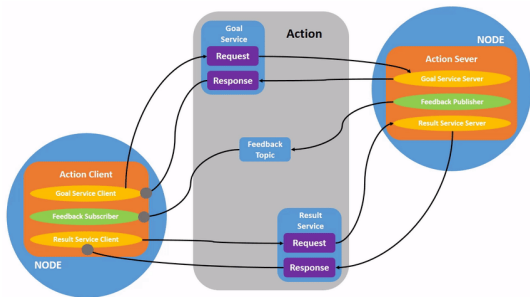 Goal
Service
Request
Response
Action
NODE
Action Sever
Goal Service Server
Feedback Publisher
Result Service Server
Feedback
Topic
Action Client
Goal Service Client
Feedback Subscriber
Result Service Client
NODE
Result
Service
Request
Response